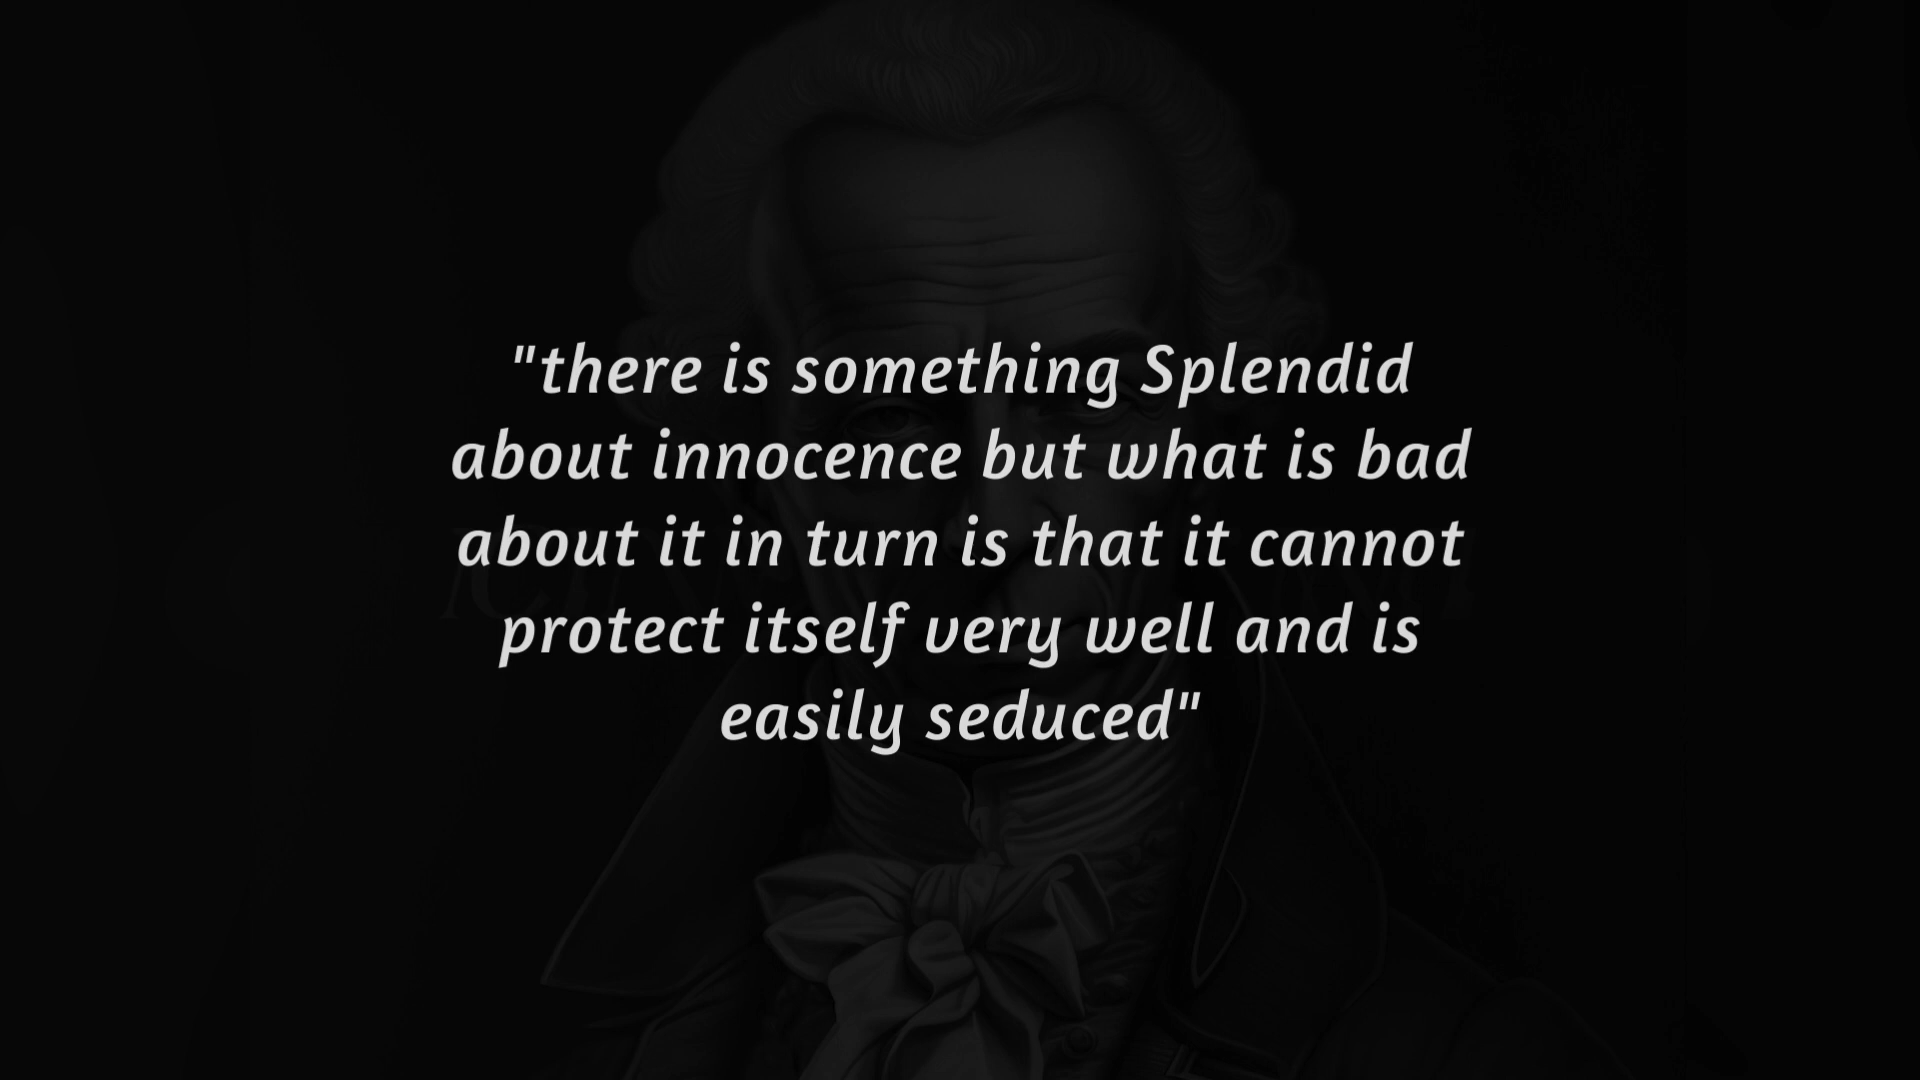 "there is something Splendid
about innocence but what is bad
about it in turn is that it cannot
protect itself very well and is
easily seduced"